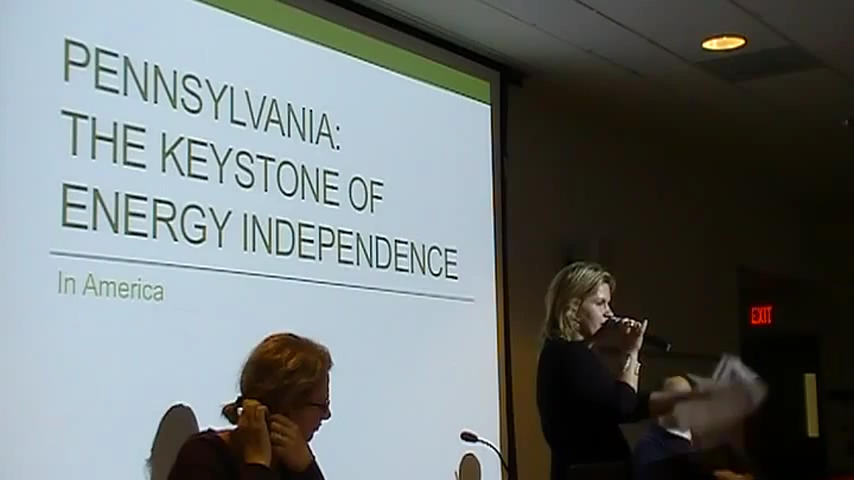 PENNSYLVANIA:
THE KEYSTONE OF
ENERGY INDEPENDENCE
In America
EXIT